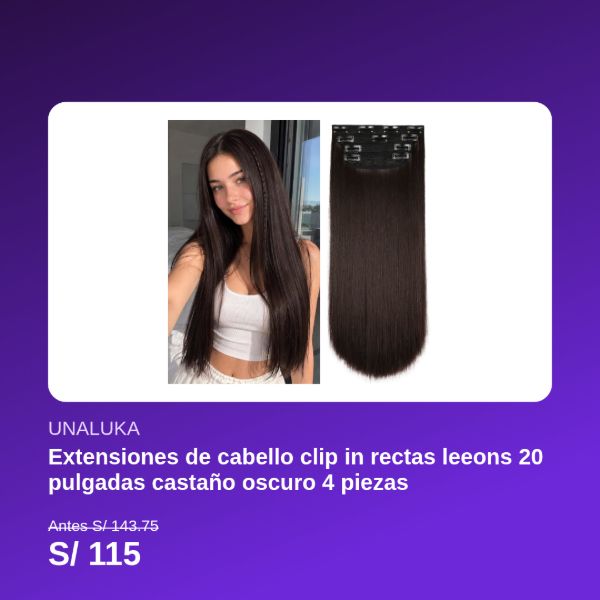 UNALUKA
Extensiones de cabello clip in rectas leeons 20
pulgadas castaño oscuro 4 piezas
Antes S/ 143.75
S/ 115